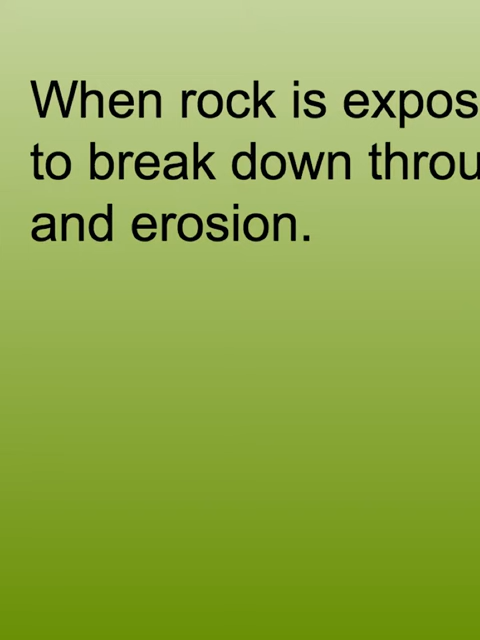 When rock is expos
to break down throu
and erosion.